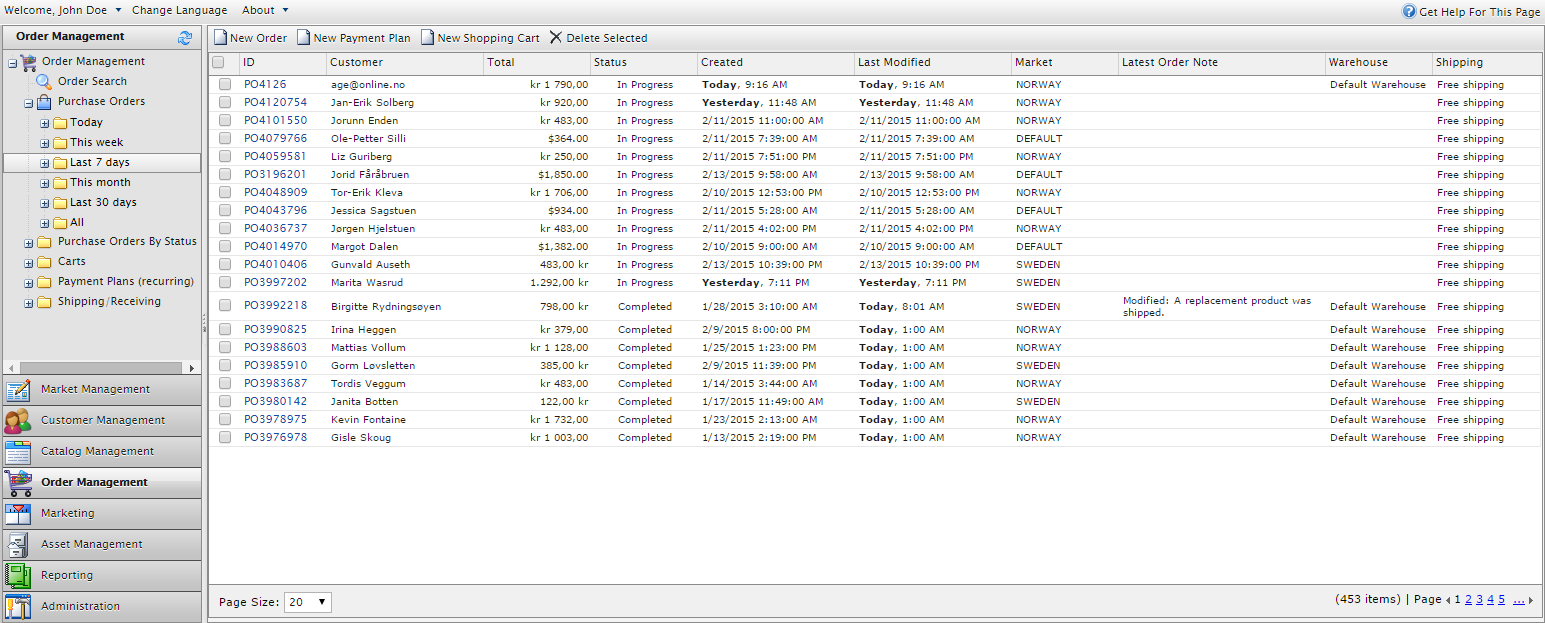 Welcome, John Doe Change Language About Get Help For This Page
Order Management
Order Management
Order Search
Purchase Orders
Today
This week
Last 7 days
This month
Last 30 days
All
Purchase Orders By Status
Carts
Payment Plans (recurring)
Shipping/Receiving
Market Management
Customer Management
Catalog Management
Order Management
Marketing
Asset Management
Reporting
Administration
New Order New Payment Plan New Shopping Cart Delete Selected
ID Customer Total Status Created Last Modified Market Latest Order Note Warehouse Shipping
PO4126 age@online.no kr 1 790,00 In Progress Today, 9:16 AM Today, 9:16 AM NORWAY Default Warehouse Free shipping
PO4120754 Jan-Erik Solberg kr 920,00 In Progress Yesterday, 11:48 AM Yesterday, 11:48 AM NORWAY Free shipping
PO4101550 Jorunn Enden kr 483,00 In Progress 2/11/2015 11:00:00 AM 2/11/2015 11:00:00 AM NORWAY Free shipping
PO4079766 Ole-Petter Silli $364.00 In Progress 2/11/2015 7:39:00 AM 2/11/2015 7:39:00 AM DEFAULT Free shipping
PO4059581 Liz Guriberg kr 250,00 In Progress 2/11/2015 7:51:00 PM 2/11/2015 7:51:00 PM NORWAY Free shipping
PO3196201 Jorid Fåråbruen $1,850.00 In Progress 2/13/2015 9:58:00 AM 2/13/2015 9:58:00 AM DEFAULT Free shipping
PO4048909 Tor-Erik Kleva kr 1 706,00 In Progress 2/10/2015 12:53:00 PM 2/10/2015 12:53:00 PM NORWAY Free shipping
PO4043796 Jessica Sagstuen $934.00 In Progress 2/11/2015 5:28:00 AM 2/11/2015 5:28:00 AM DEFAULT Free shipping
PO4036737 Jørgen Hjelstuen kr 483,00 In Progress 2/11/2015 4:02:00 PM 2/11/2015 4:02:00 PM NORWAY Free shipping
PO4014970 Margot Dalen $1,382.00 In Progress 2/10/2015 9:00:00 AM 2/10/2015 9:00:00 AM DEFAULT Free shipping
PO4010406 Gunvald Auseth 483,00 kr In Progress 2/13/2015 10:39:00 PM 2/13/2015 10:39:00 PM SWEDEN Free shipping
PO3997202 Marita Wasrud 1.292,00 kr In Progress Yesterday, 7:11 PM Yesterday, 7:11 PM SWEDEN Free shipping
PO3992218 Birgitte Rydningsøyen 798,00 kr Completed 1/28/2015 3:10:00 AM Today, 8:01 AM SWEDEN Modified: A replacement product was shipped. Default Warehouse Free shipping
PO3990825 Irina Heggen kr 379,00 Completed 2/9/2015 8:00:00 PM Today, 1:00 AM NORWAY Default Warehouse Free shipping
PO3988603 Mattias Vollum kr 1 128,00 Completed 1/25/2015 1:23:00 PM Today, 1:00 AM NORWAY Default Warehouse Free shipping
PO3985910 Gorm Løvsletten 385,00 kr Completed 2/9/2015 11:39:00 PM Today, 1:00 AM SWEDEN Default Warehouse Free shipping
PO3983687 Tordis Veggum kr 483,00 Completed 1/14/2015 3:44:00 AM Today, 1:00 AM NORWAY Default Warehouse Free shipping
PO3980142 Janita Botten 122,00 kr Completed 1/17/2015 11:49:00 AM Today, 1:00 AM SWEDEN Default Warehouse Free shipping
PO3978975 Kevin Fontaine kr 1 732,00 Completed 1/23/2015 2:13:00 AM Today, 1:00 AM NORWAY Default Warehouse Free shipping
PO3976978 Gisle Skoug kr 1 003,00 Completed 1/13/2015 2:19:00 PM Today, 1:00 AM NORWAY Default Warehouse Free shipping
Page Size: 20 (453 items) | Page 1 2 3 4 5 ...